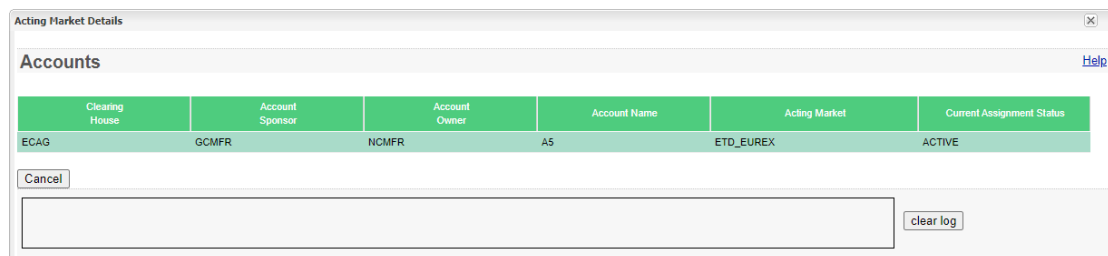 Acting Market Details
Accounts
Help
Clearing House Account Sponsor Account Owner Account Name Acting Market Current Assignment Status
ECAG GCMFR NCMFR A5 ETD_EUREX ACTIVE
Cancel
clear log